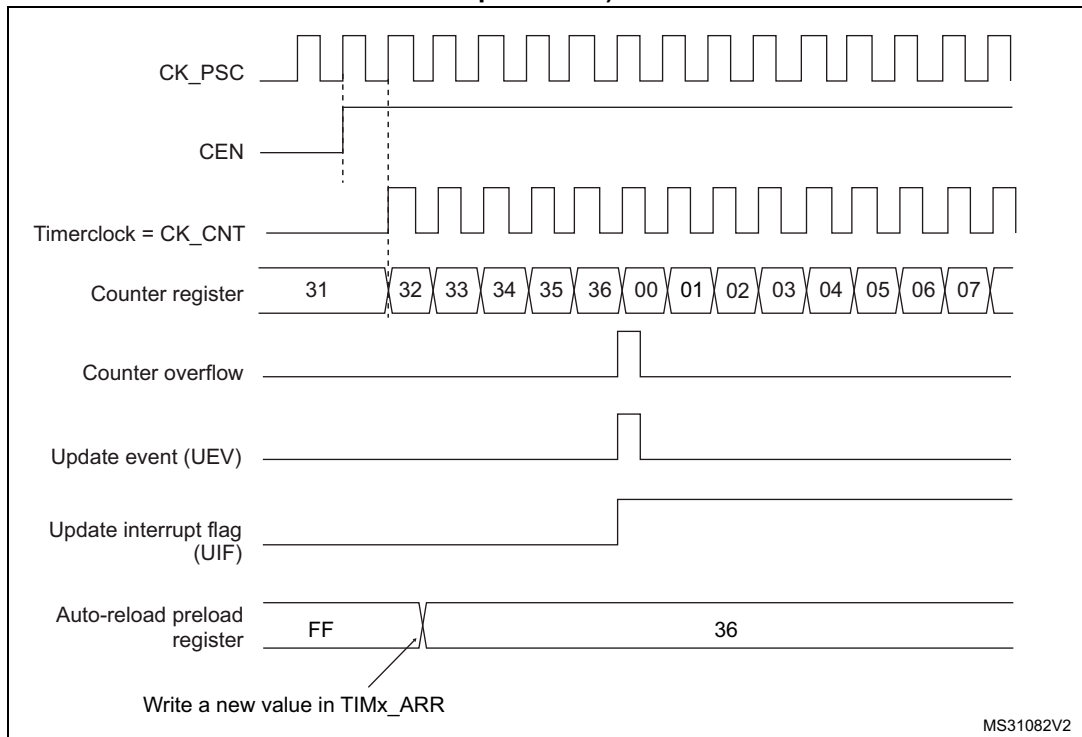 CK_PSC
CEN
Timerclock = CK_CNT
Counter register
31 32 33 34 35 36 00 01 02 03 04 05 06 07
Counter overflow
Update event (UEV)
Update interrupt flag
(UIF)
Auto-reload preload
register
FF 36
Write a new value in TIMx_ARR
MS31082V2